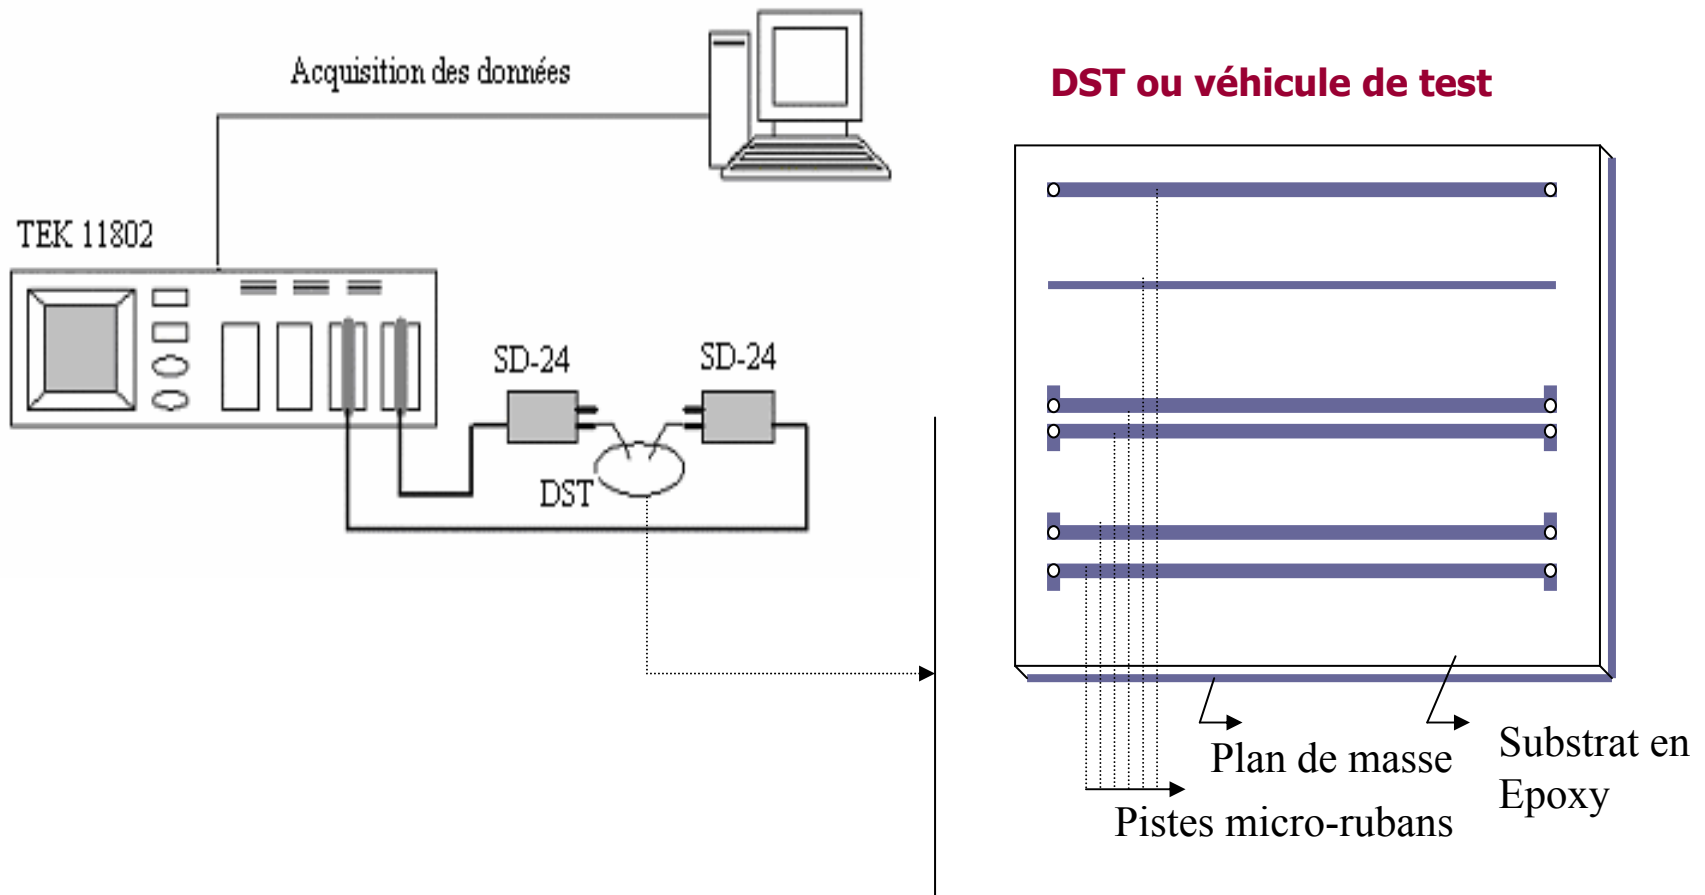 Acquisition des données
TEK 11802
SD-24
SD-24
DST
DST ou véhicule de test
Plan de masse
Substrat en
Epoxy
Pistes micro-rubans